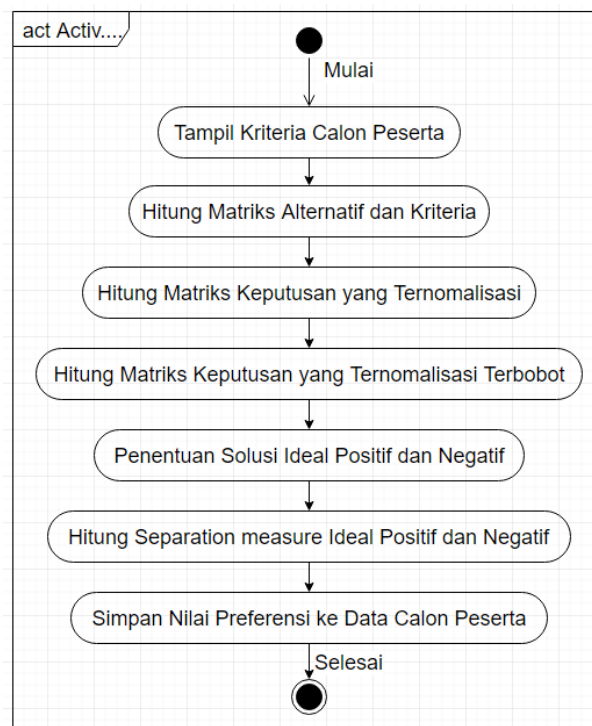 act Activ....
Mulai
Tampil Kriteria Calon Peserta
Hitung Matriks Alternatif dan Kriteria
Hitung Matriks Keputusan yang Ternomalisasi
Hitung Matriks Keputusan yang Ternomalisasi Terbobot
Penentuan Solusi Ideal Positif dan Negatif
Hitung Separation measure Ideal Positif dan Negatif
Simpan Nilai Preferensi ke Data Calon Peserta
Selesai